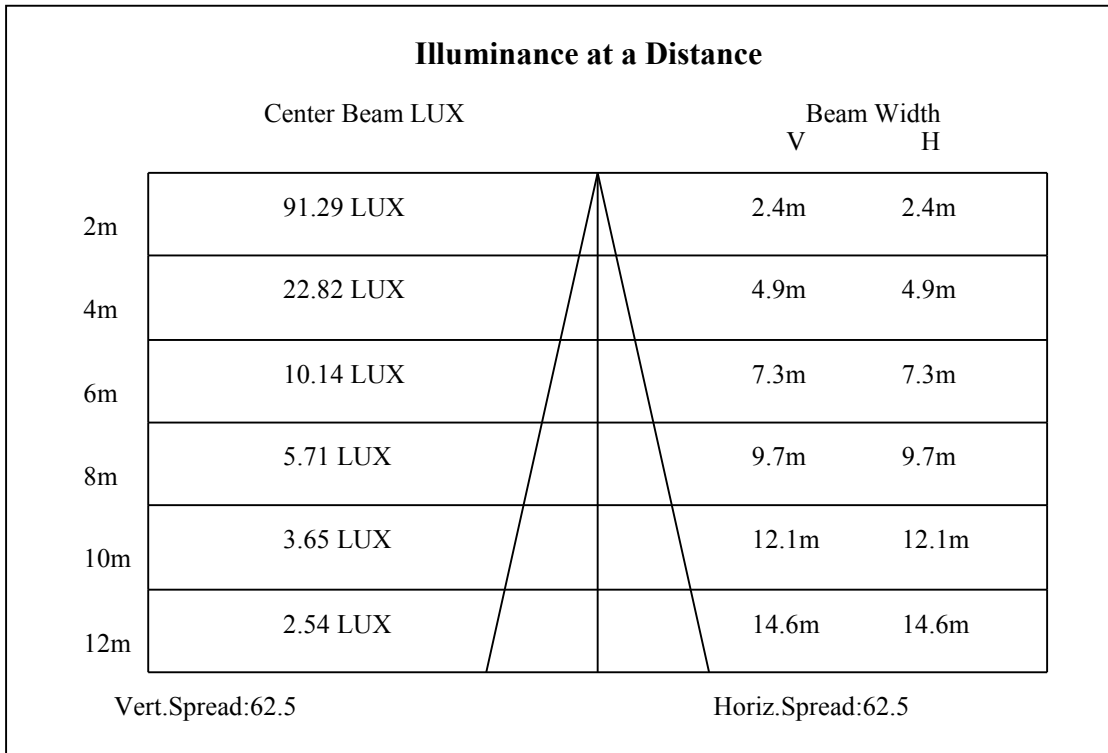 Illuminance at a Distance
Center Beam LUX Beam Width
V H
2m 91.29 LUX 2.4m 2.4m
4m 22.82 LUX 4.9m 4.9m
6m 10.14 LUX 7.3m 7.3m
8m 5.71 LUX 9.7m 9.7m
10m 3.65 LUX 12.1m 12.1m
12m 2.54 LUX 14.6m 14.6m
Vert.Spread:62.5 Horiz.Spread:62.5